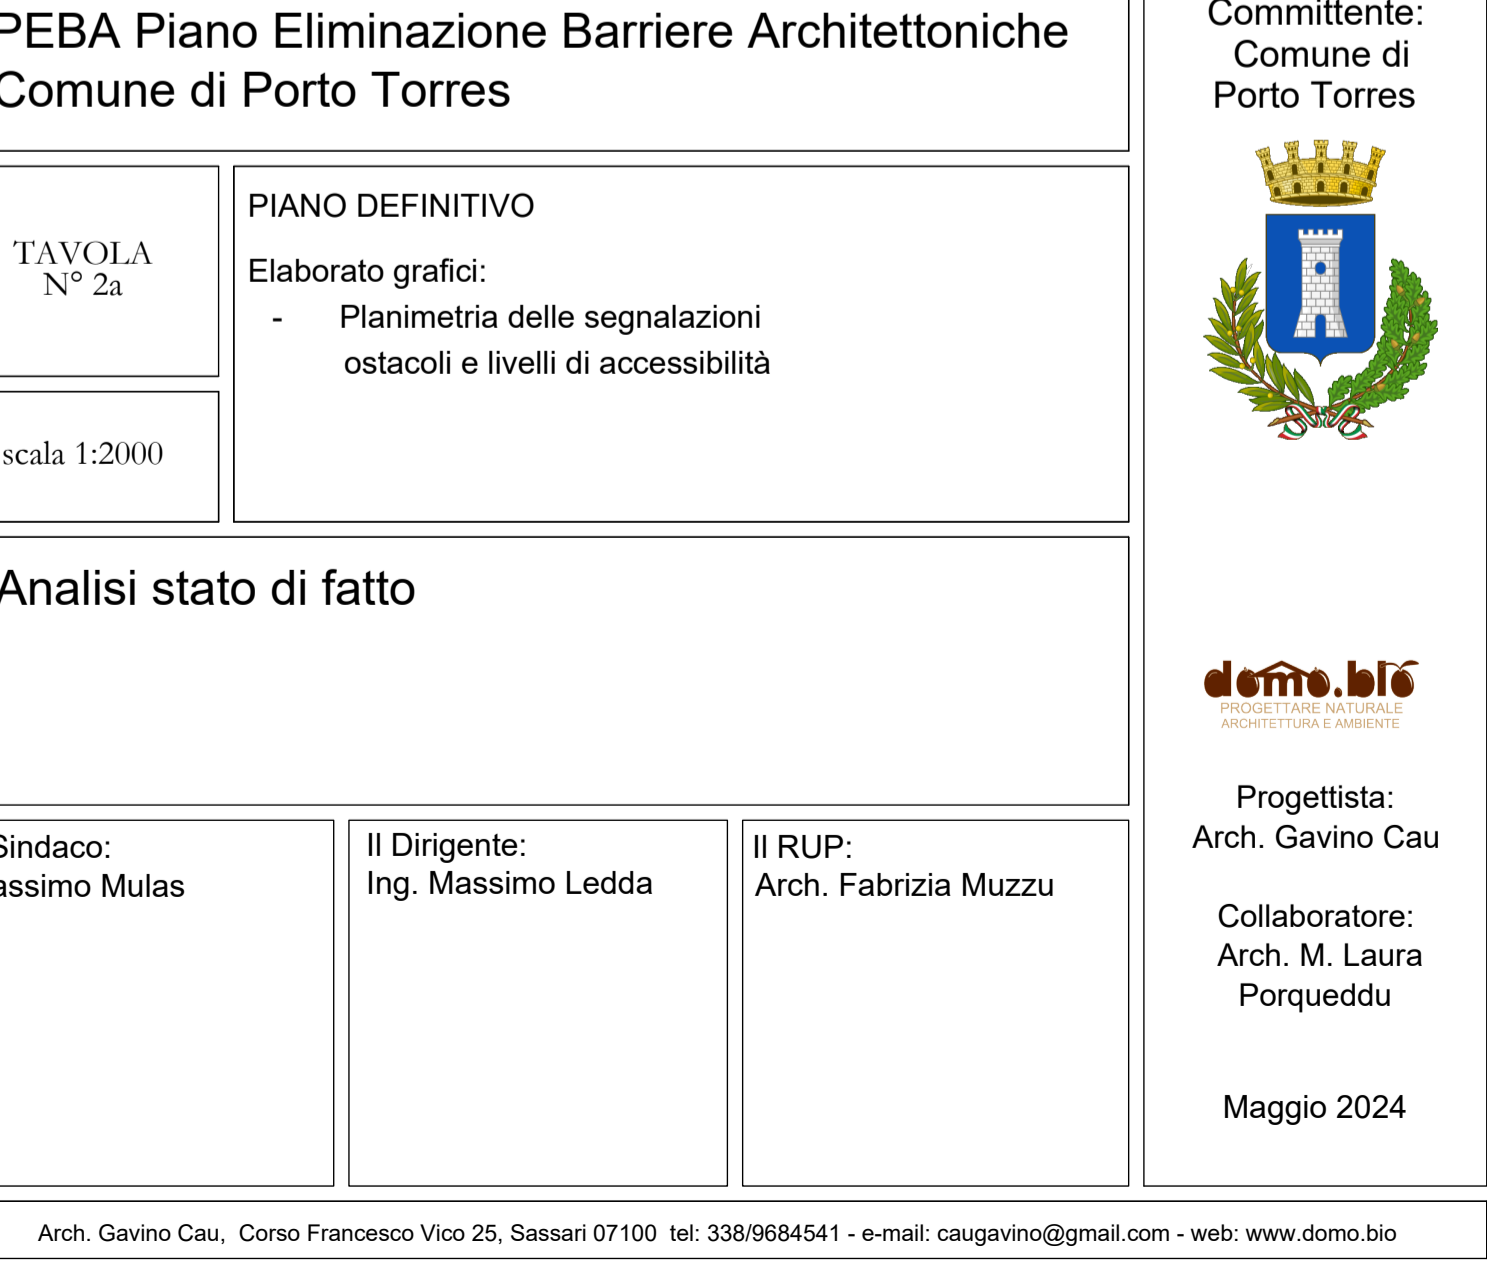 PEBA Piano Eliminazione Barriere Architettoniche
Comune di Porto Torres
TAVOLA
N° 2a
scala 1:2000
PIANO DEFINITIVO
Elaborato grafici:
- Planimetria delle segnalazioni
ostacoli e livelli di accessibilità
Analisi stato di fatto
Sindaco:
assimo Mulas
Il Dirigente:
Ing. Massimo Ledda
Il RUP:
Arch. Fabrizia Muzzu
Committente:
Comune di
Porto Torres
domo.bio
PROGETTARE NATURALE
ARCHITETTURA E AMBIENTE
Progettista:
Arch. Gavino Cau
Collaboratore:
Arch. M. Laura
Porqueddu
Maggio 2024
Arch. Gavino Cau, Corso Francesco Vico 25, Sassari 07100 tel: 338/9684541 - e-mail: caugavino@gmail.com - web: www.domo.bio